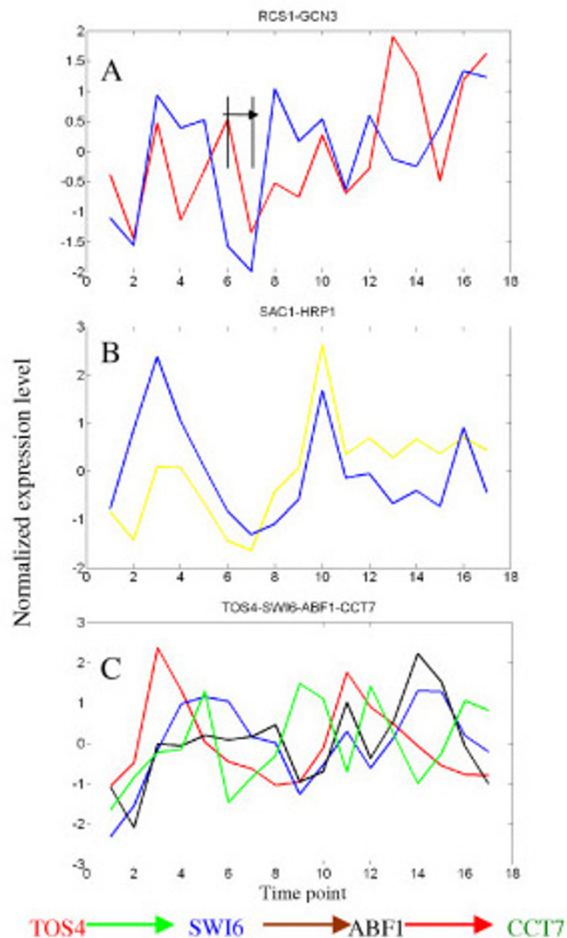 RCS1-GCN3
A
2
1.5
1
0.5
0
-0.5
-1
-1.5
-2
0 2 4 6 8 10 12 14 16 18
SAC1-HRP1
B
3
2
1
0
-1
-2
0 2 4 6 8 10 12 14 16 18
Normalized expression level
TOS4-SWI6-ABF1-CCT7
C
3
2
1
0
-1
-2
-3
0 2 4 6 8 10 12 14 16 18
Time point
TOS4 SWI6 ABF1 CCT7